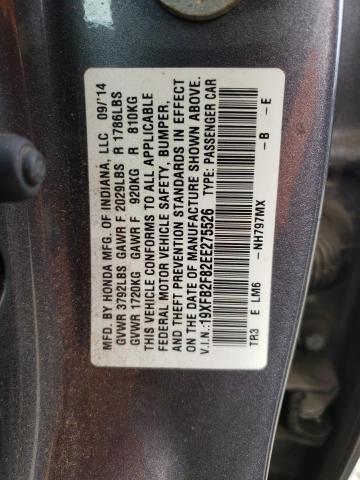 MFD. BY HONDA MFG. OF INDIANA, LLC 09/'14
GVWR 3792LBS GAWR F 2029LBS R 1786LBS
GVWR 1720KG GAWR F 920KG R 810KG
THIS VEHICLE CONFORMS TO ALL APPLICABLE
FEDERAL MOTOR VEHICLE SAFETY, BUMPER,
AND THEFT PREVENTION STANDARDS IN EFFECT
ON THE DATE OF MANUFACTURE SHOWN ABOVE.
V.I.N.:19XFB2F82EE275526 TYPE: PASSENGER CAR
-NH797MX -B -E
TR3 E LM6